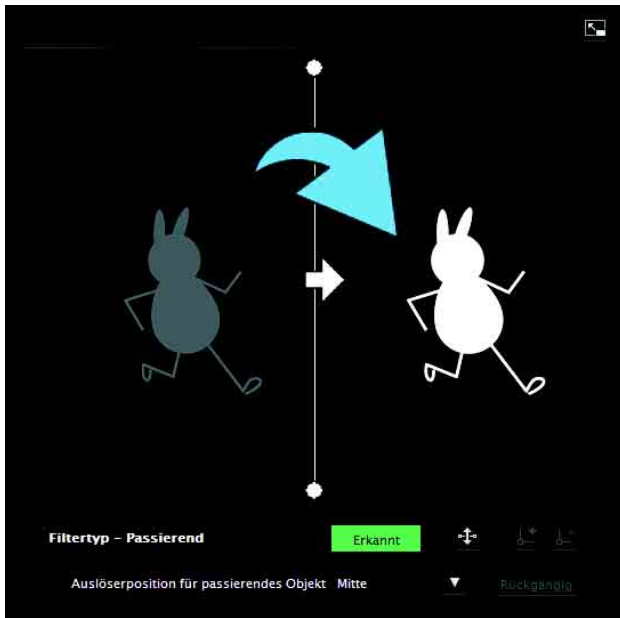 Filtertyp – Passierend Erkannt
Auslöserposition für passierendes Objekt Mitte Rückgängig